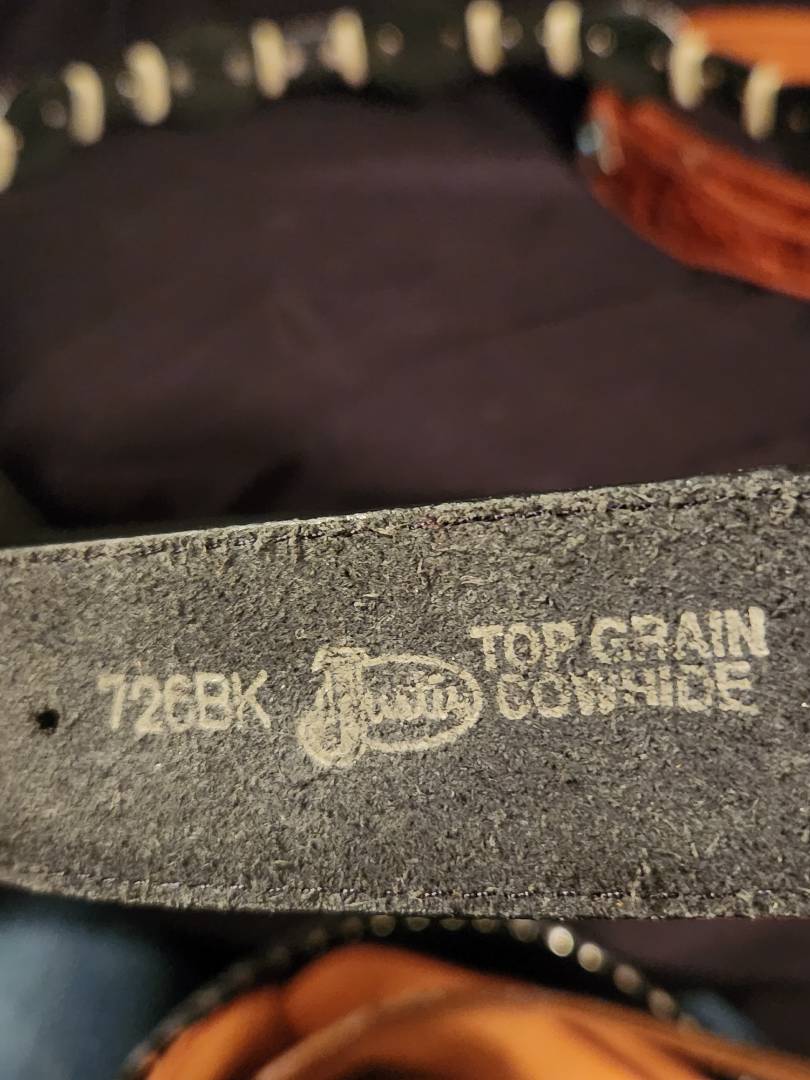 726BK
Justin
TOP GRAIN
COWHIDE